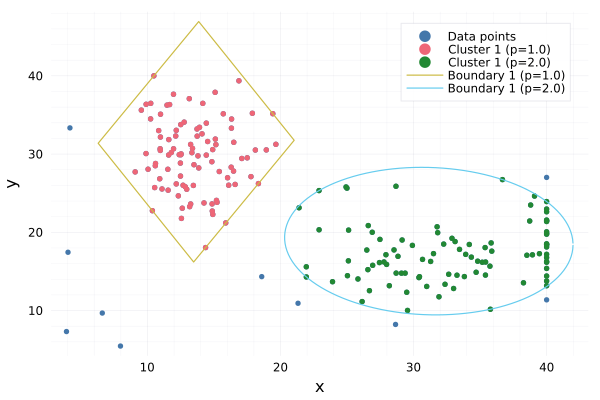 Data points
Cluster 1 (p=1.0)
Cluster 1 (p=2.0)
Boundary 1 (p=1.0)
Boundary 1 (p=2.0)
40
30
20
10
y
10
20
30
40
x